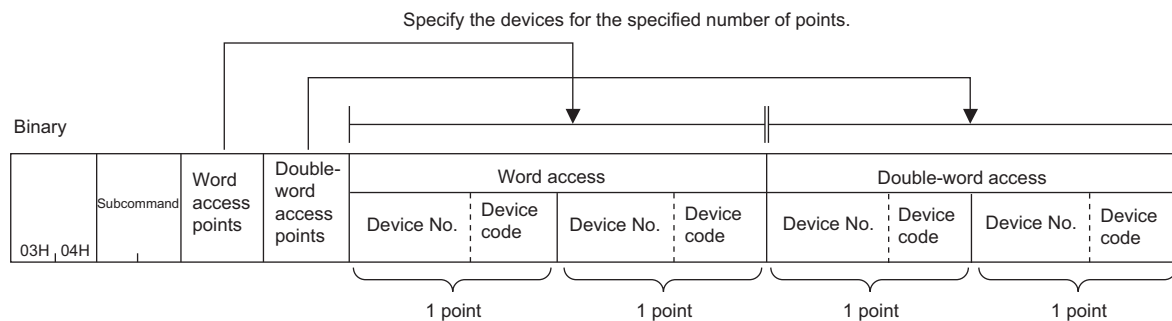 Specify the devices for the specified number of points.
Binary
03H 04H
Subcommand
Word
access
points
Double-
word
access
points
Word access
Double-word access
Device No.
Device
code
Device No.
Device
code
Device No.
Device
code
Device No.
Device
code
1 point
1 point
1 point
1 point